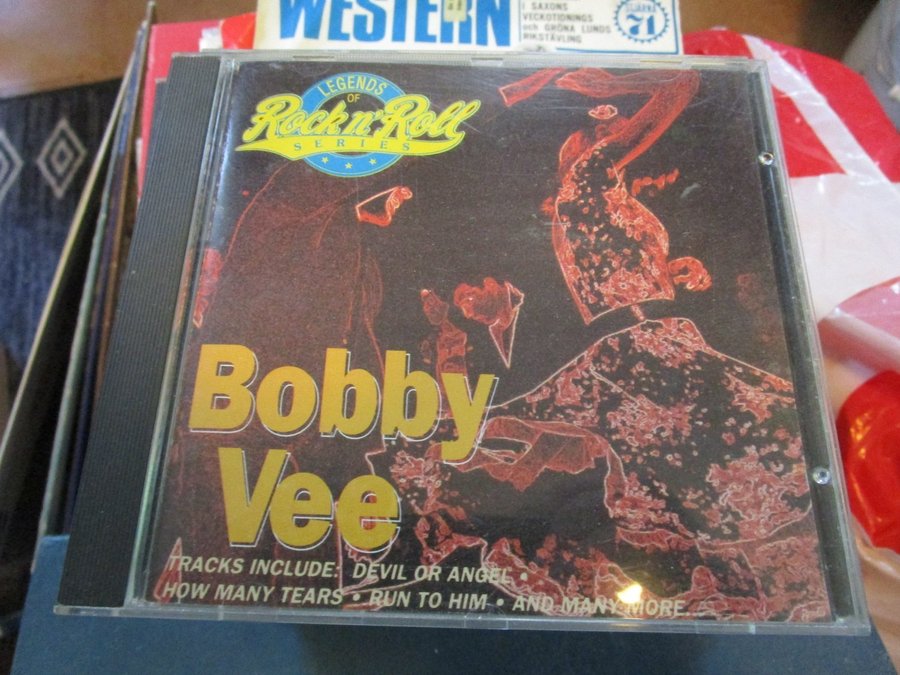 WESTERN
I SAXONS
VECKOTIDNINGS
och GRÖNA LUNDS
RIKSTÄVLING
71
LEGENDS
OF
Rock n' Roll
SERIES
Bobby
Vee
TRACKS INCLUDE: DEVIL OR ANGEL •
HOW MANY TEARS • RUN TO HIM • AND MANY MORE